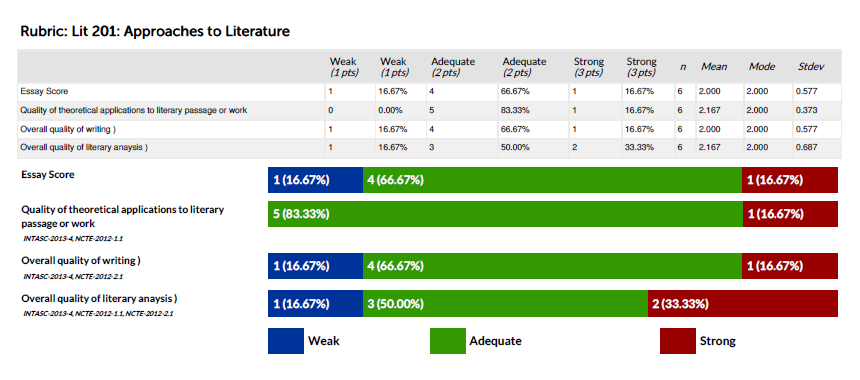 Rubric: Lit 201: Approaches to Literature
Weak (1 pts) Weak (1 pts) Adequate (2 pts) Adequate (2 pts) Strong (3 pts) Strong (3 pts) n Mean Mode Stdev
Essay Score 1 16.67% 4 66.67% 1 16.67% 6 2.000 2.000 0.577
Quality of theoretical applications to literary passage or work 0 0.00% 5 83.33% 1 16.67% 6 2.167 2.000 0.373
Overall quality of writing ) 1 16.67% 4 66.67% 1 16.67% 6 2.000 2.000 0.577
Overall quality of literary anaysis ) 1 16.67% 3 50.00% 2 33.33% 6 2.167 2.000 0.687
Essay Score 1 (16.67%) 4 (66.67%) 1 (16.67%)
Quality of theoretical applications to literary
passage or work
5 (83.33%) 1 (16.67%)
INTASC-2013-4, NCTE-2012-1.1
Overall quality of writing ) 1 (16.67%) 4 (66.67%) 1 (16.67%)
INTASC-2013-4, NCTE-2012-2.1
Overall quality of literary anaysis ) 1 (16.67%) 3 (50.00%) 2 (33.33%)
INTASC-2013-4, NCTE-2012-1.1, NCTE-2012-2.1
Weak Adequate Strong